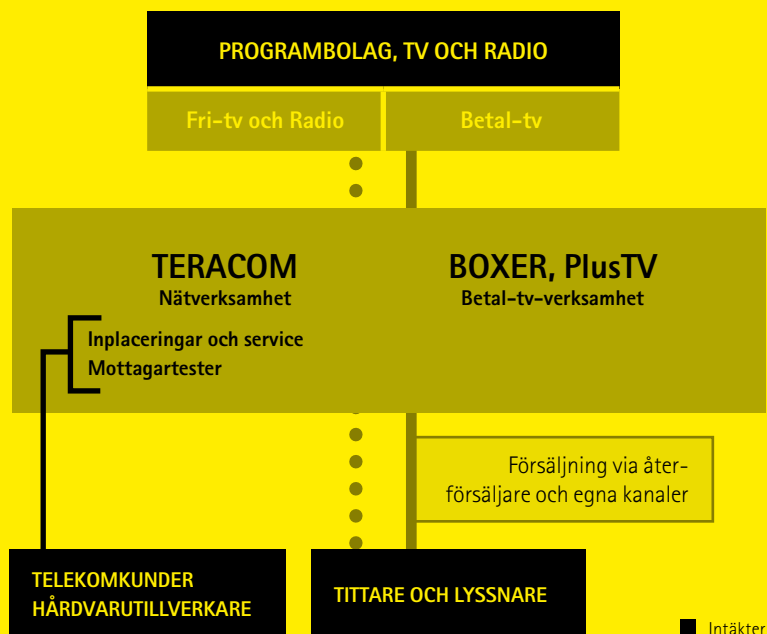 PROGRAMBOLAG, TV OCH RADIO
Fri-tv och Radio
Betal-tv
TERACOM
Nätverksamhet
BOXER, PlusTV
Betal-tv-verksamhet
Inplaceringar och service
Mottagartester
Försäljning via åter-
försäljare och egna kanaler
TELEKOMKUNDER
HÅRDVARUTILLVERKARE
TITTARE OCH LYSSNARE
Intäkter